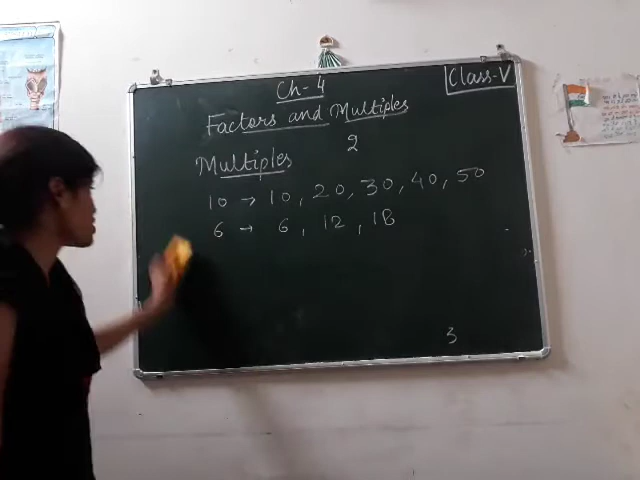 Ch-4
Class-V
Factors and Multiples
2
Multiples
10 → 10, 20, 30, 40, 50
6 → 6, 12, 18
3